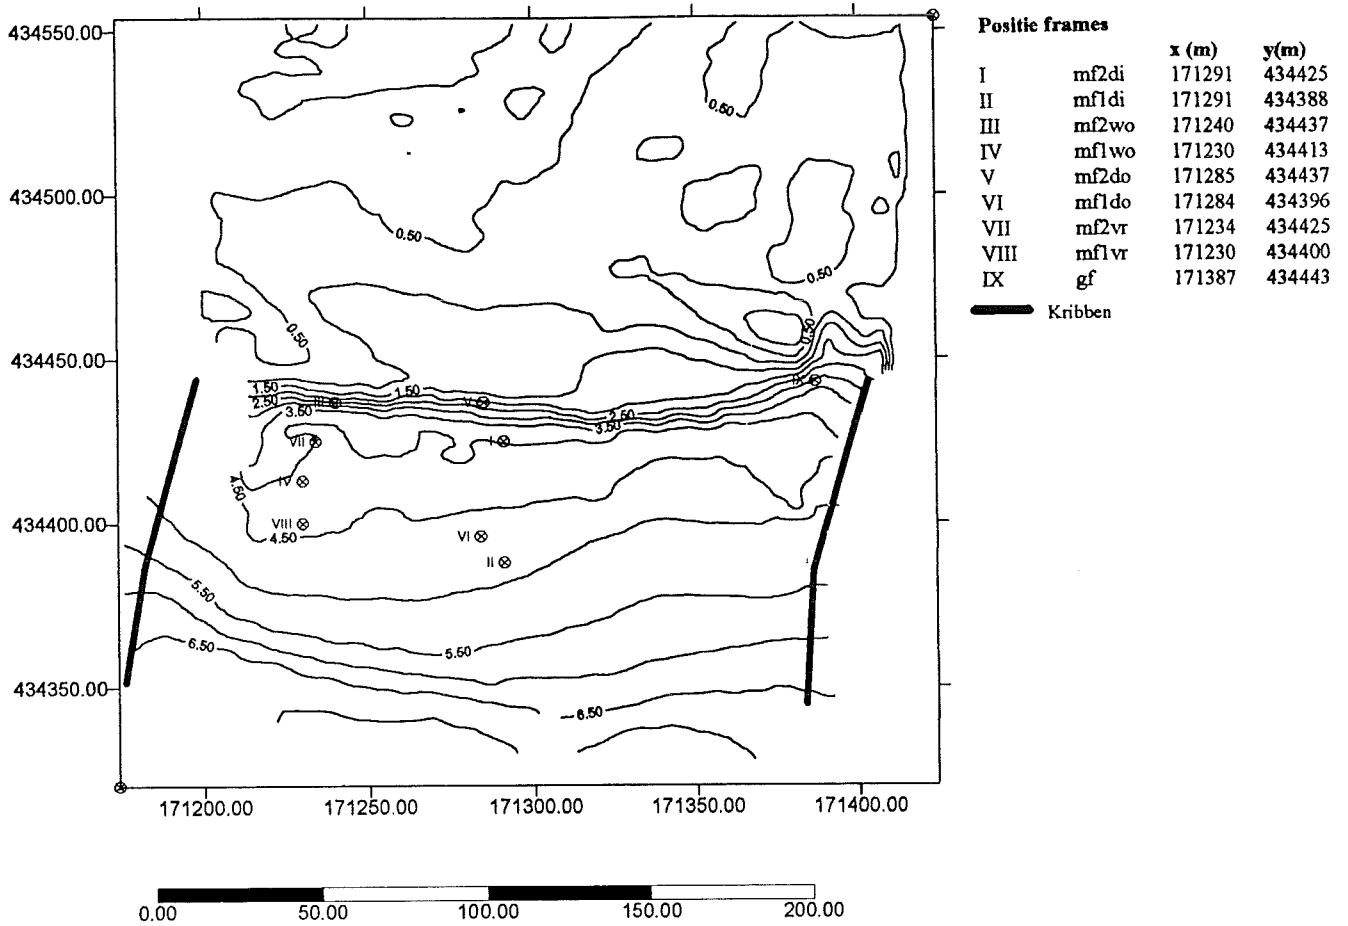 434550.00
434500.00
434450.00
434400.00
434350.00
171200.00 171250.00 171300.00 171350.00 171400.00
0.50
0.50
0.50
0.50
0.50
1.50
1.50
2.50
2.50
3.50
3.50
III
V
IX
VII
I
IV
4.50
VIII
4.50
VI
II
5.50
5.50
6.50
6.50
0.00 50.00 100.00 150.00 200.00
Positie frames
x (m) y(m)
I mf2di 171291 434425
II mf1di 171291 434388
III mf2wo 171240 434437
IV mf1wo 171230 434413
V mf2do 171285 434437
VI mf1do 171284 434396
VII mf2vr 171234 434425
VIII mf1vr 171230 434400
IX gf 171387 434443
Kribben